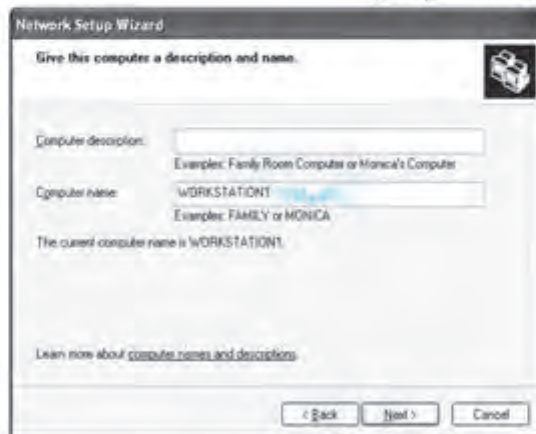 Network Setup Wizard
Give this computer a description and name.
Computer description:
Examples: Family Room Computer or Monica's Computer
Computer name: WORKSTATION1
Examples: FAMILY or MONICA
The current computer name is WORKSTATION1.
Learn more about computer names and descriptions.
< Back Next > Cancel